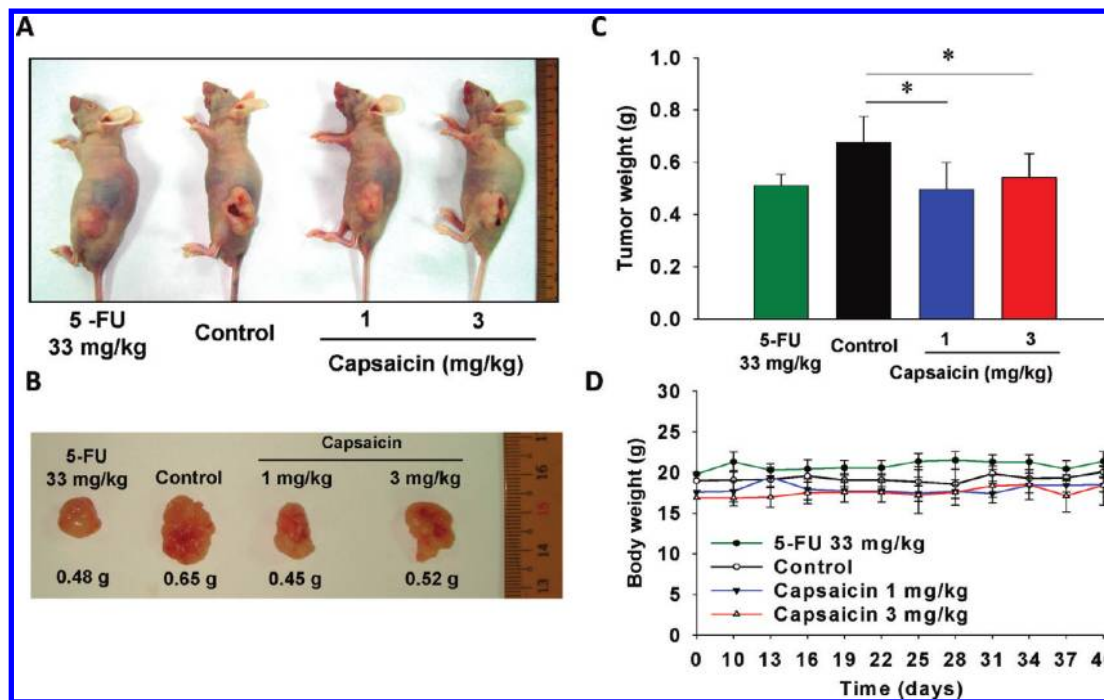 A
5 -FU
33 mg/kg
Control
1
3
Capsaicin (mg/kg)
B
5-FU
33 mg/kg
Control
Capsaicin
1 mg/kg
3 mg/kg
0.48 g
0.65 g
0.45 g
0.52 g
16
15
14
13
C
Tumor weight (g)
1.0
0.8
0.6
0.4
0.2
0.0
*
*
5-FU
33 mg/kg
Control
1
3
Capsaicin (mg/kg)
D
Body weight (g)
30
25
20
15
10
5
0
5-FU 33 mg/kg
Control
Capsaicin 1 mg/kg
Capsaicin 3 mg/kg
0 10 13 16 19 22 25 28 31 34 37
Time (days)